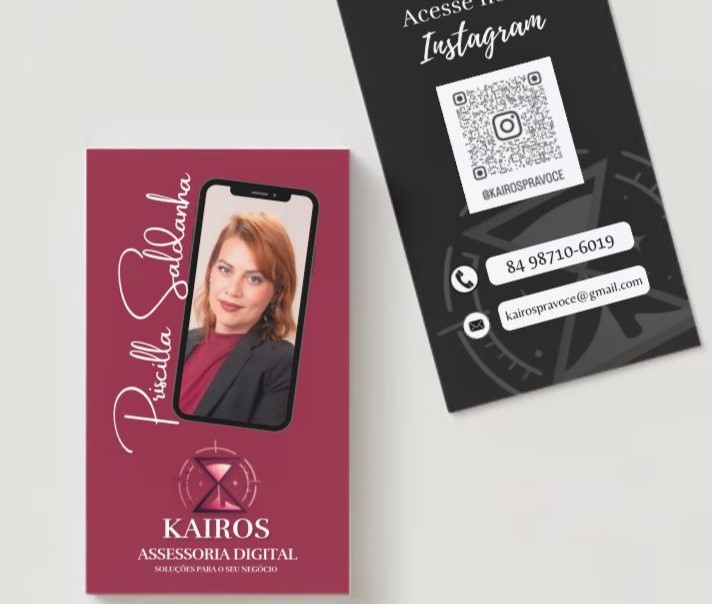 Priscilla Saldanha
KAIROS
ASSESSORIA DIGITAL
SOLUÇÕES PARA O SEU NEGÓCIO
Acesse
Instagram
@KAIROSPRAVOCE
84 98710-6019
kairospravoce@gmail.com